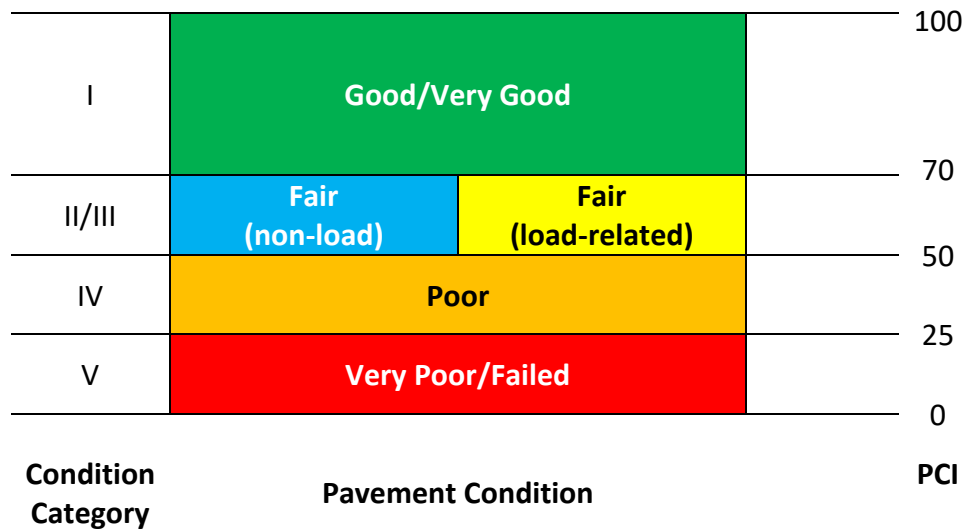 100
I
Good/Very Good
70
II/III
Fair
(non-load)
Fair
(load-related)
50
IV
Poor
25
V
Very Poor/Failed
0
Condition
Category
Pavement Condition
PCI